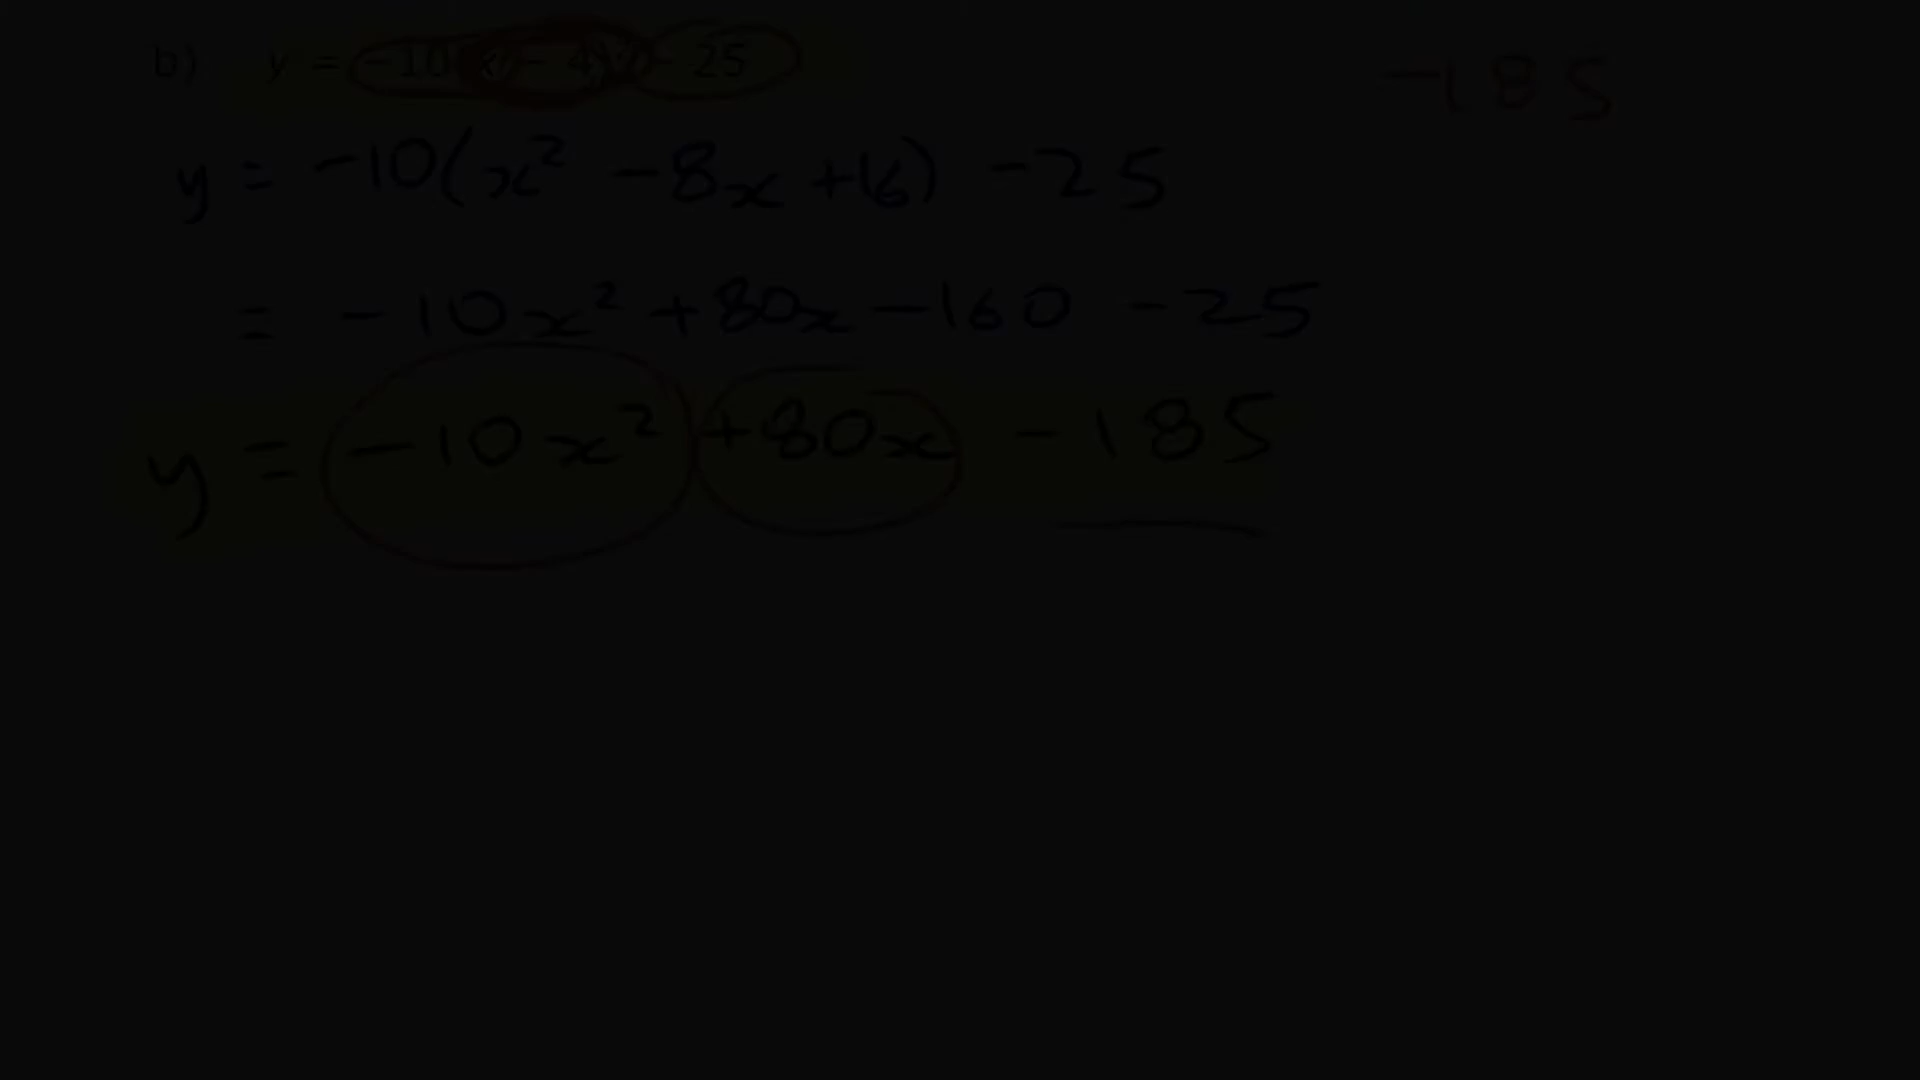 b) y = -10(x - 4)² - 25
-185
y = -10(x² - 8x + 16) - 25
= -10x² + 80x - 160 - 25
y = -10x² + 80x - 185